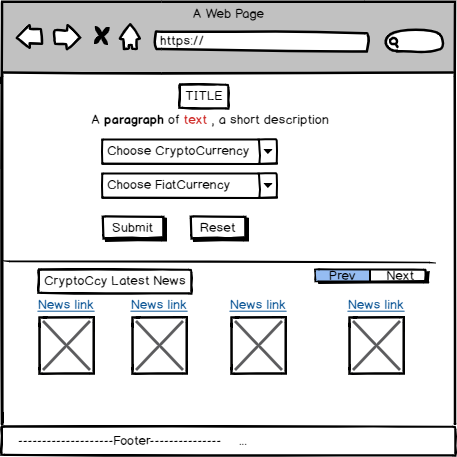 A Web Page
https://
TITLE
A paragraph of text , a short description
Choose CryptoCurrency
Choose FiatCurrency
Submit Reset
CryptoCcy Latest News Prev Next
News link News link News link News link
---------------------Footer--------------- ...